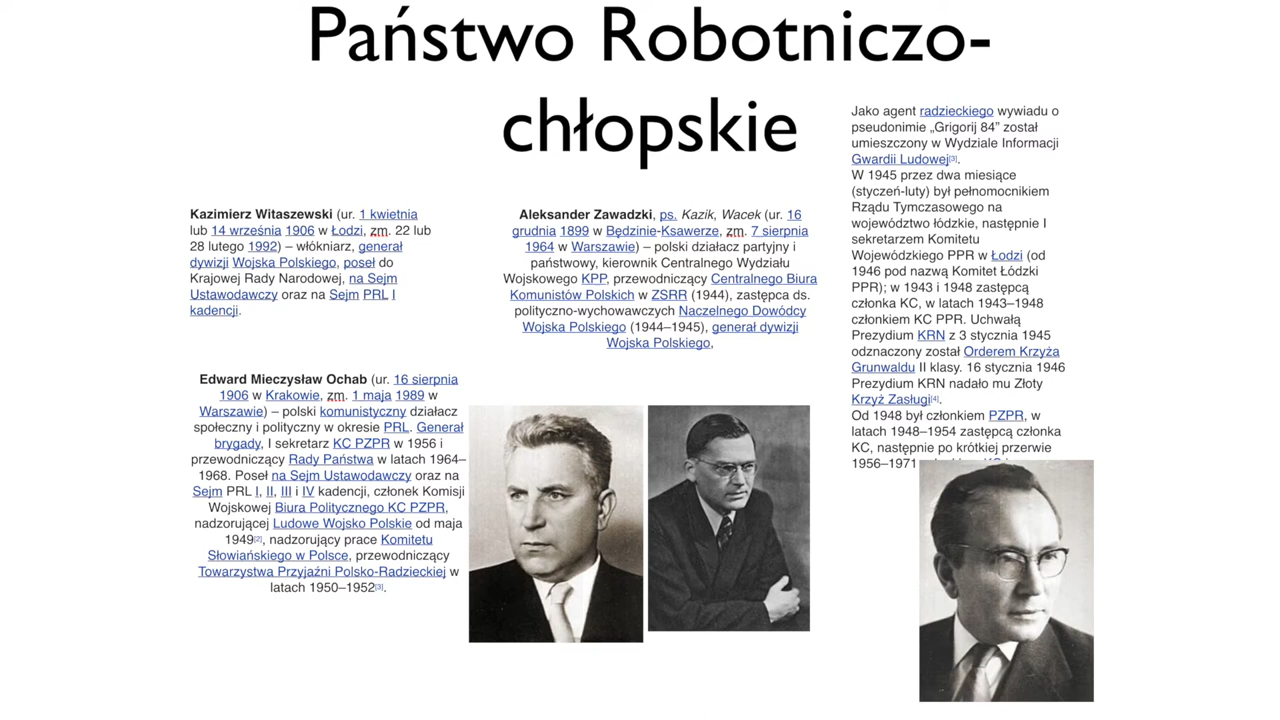 Państwo Robotniczo-
chłopskie
Kazimierz Witaszewski (ur. 1 kwietnia
lub 14 września 1906 w Łodzi, zm. 22 lub
28 lutego 1992) – włókniarz, generał
dywizji Wojska Polskiego, poseł do
Krajowej Rady Narodowej, na Sejm
Ustawodawczy oraz na Sejm PRL I
kadencji.
Edward Mieczysław Ochab (ur. 16 sierpnia
1906 w Krakowie, zm. 1 maja 1989 w
Warszawie) – polski komunistyczny działacz
społeczny i polityczny w okresie PRL. Generał
brygady, I sekretarz KC PZPR w 1956 i
przewodniczący Rady Państwa w latach 1964–
1968. Poseł na Sejm Ustawodawczy oraz na
Sejm PRL I, II, III i IV kadencji, członek Komisji
Wojskowej Biura Politycznego KC PZPR,
nadzorującej Ludowe Wojsko Polskie od maja
1949[2], nadzorujący prace Komitetu
Słowiańskiego w Polsce, przewodniczący
Towarzystwa Przyjaźni Polsko-Radzieckiej w
latach 1950–1952[3].
Aleksander Zawadzki, ps. Kazik, Wacek (ur. 16
grudnia 1899 w Będzinie-Ksawerze, zm. 7 sierpnia
1964 w Warszawie) – polski działacz partyjny i
państwowy, kierownik Centralnego Wydziału
Wojskowego KPP, przewodniczący Centralnego Biura
Komunistów Polskich w ZSRR (1944), zastępca ds.
polityczno-wychowawczych Naczelnego Dowódcy
Wojska Polskiego (1944–1945), generał dywizji
Wojska Polskiego,
Jako agent radzieckiego wywiadu o
pseudonimie „Grigorij 84” został
umieszczony w Wydziale Informacji
Gwardii Ludowej[3].
W 1945 przez dwa miesiące
(styczeń-luty) był pełnomocnikiem
Rządu Tymczasowego na
województwo łódzkie, następnie I
sekretarzem Komitetu
Wojewódzkiego PPR w Łodzi (od
1946 pod nazwą Komitet Łódzki
PPR); w 1943 i 1948 zastępcą
członka KC, w latach 1943–1948
członkiem KC PPR. Uchwałą
Prezydium KRN z 3 stycznia 1945
odznaczony został Orderem Krzyża
Grunwaldu II klasy. 16 stycznia 1946
Prezydium KRN nadało mu Złoty
Krzyż Zasługi[4].
Od 1948 był członkiem PZPR, w
latach 1948–1954 zastępcą członka
KC, następnie po krótkiej przerwie
1956–1971